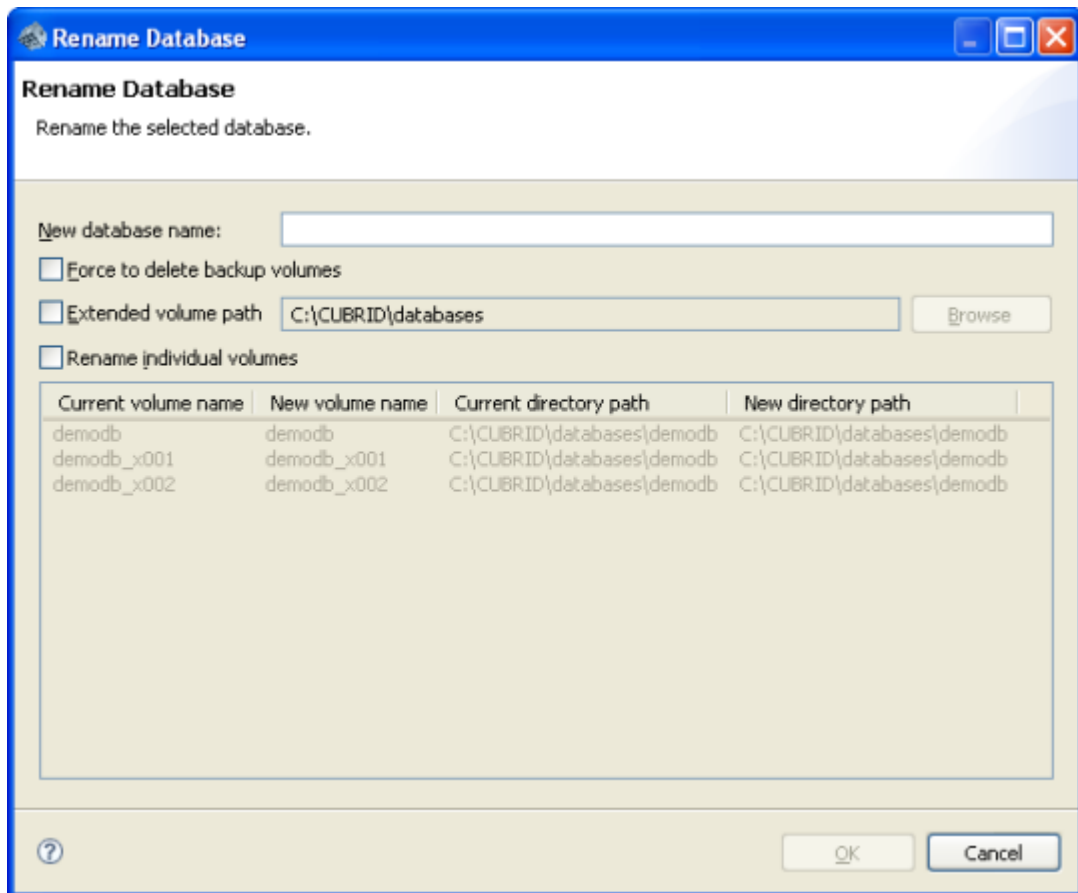 Rename Database
Rename Database
Rename the selected database.
New database name:
Force to delete backup volumes
Extended volume path C:\CUBRID\databases Browse
Rename individual volumes
Current volume name New volume name Current directory path New directory path
demodb demodb C:\CUBRID\databases\demodb C:\CUBRID\databases\demodb
demodb_x001 demodb_x001 C:\CUBRID\databases\demodb C:\CUBRID\databases\demodb
demodb_x002 demodb_x002 C:\CUBRID\databases\demodb C:\CUBRID\databases\demodb
? OK Cancel